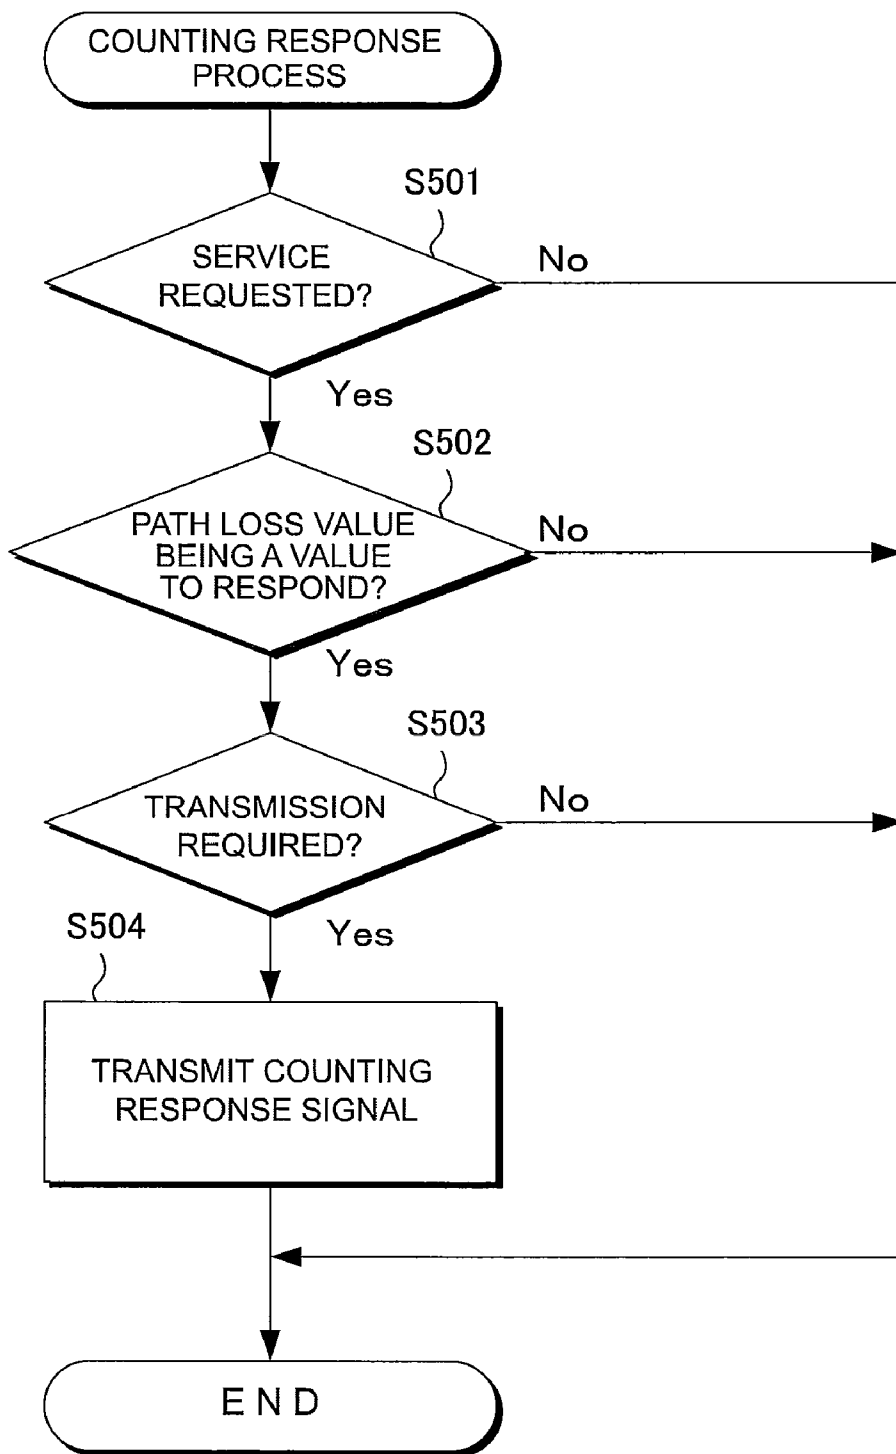 COUNTING RESPONSE
PROCESS
S501
SERVICE
REQUESTED?
No
Yes
S502
PATH LOSS VALUE
BEING A VALUE
TO RESPOND?
No
Yes
S503
TRANSMISSION
REQUIRED?
No
Yes
S504
TRANSMIT COUNTING
RESPONSE SIGNAL
END